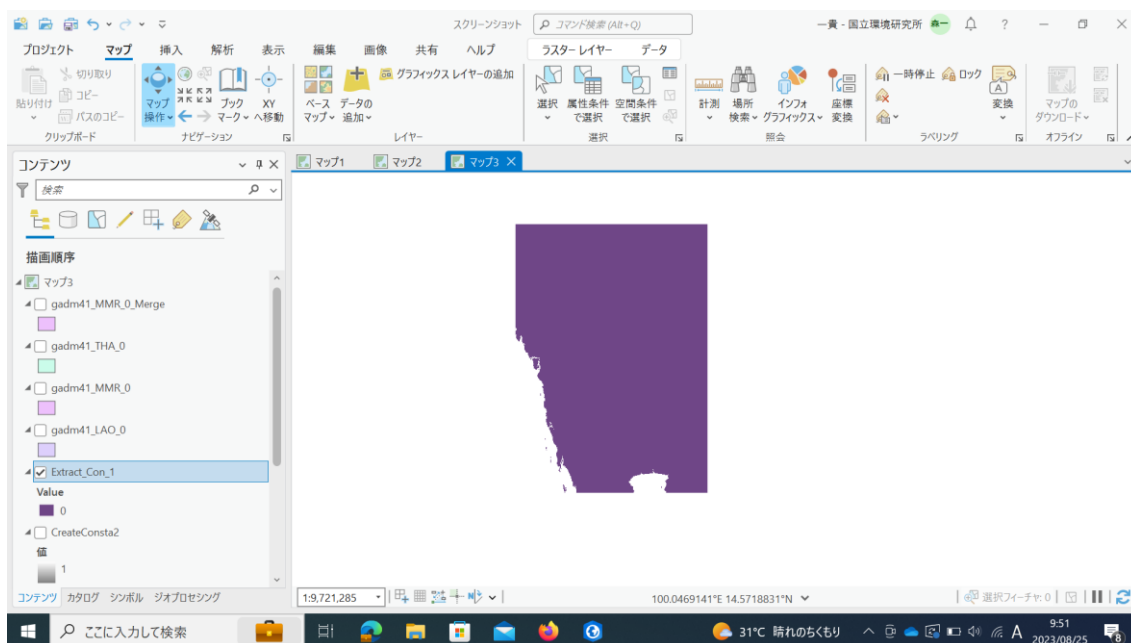 スクリーンショット
コマンド検索 (Alt+Q)
一貴 - 国立環境研究所
森一
?
プロジェクト マップ 挿入 解析 表示 編集 画像 共有 ヘルプ ラスター レイヤー データ
貼り付け
切り取り
コピー
パスのコピー
クリップボード
マップ操作
ブックマーク
XY へ移動
ナビゲーション
ベースマップ
データの追加
グラフィックス レイヤーの追加
レイヤー
選択
属性条件で選択
空間条件で選択
選択
計測
場所検索
インフォグラフィックス
座標変換
照会
一時停止
ロック
変換
ラベリング
マップのダウンロード
オフライン
コンテンツ
マップ1 マップ2 マップ3
検索
描画順序
マップ3
gadm41_MMR_0_Merge
gadm41_THA_0
gadm41_MMR_0
gadm41_LAO_0
Extract_Con_1
Value
0
CreateConsta2
値
1
コンテンツ カタログ シンボル ジオプロセシング
1:9,721,285
100.0469141°E 14.5718831°N
選択フィーチャ: 0
ここに入力して検索
31°C 晴れのちくもり
A
9:51
2023/08/25
8